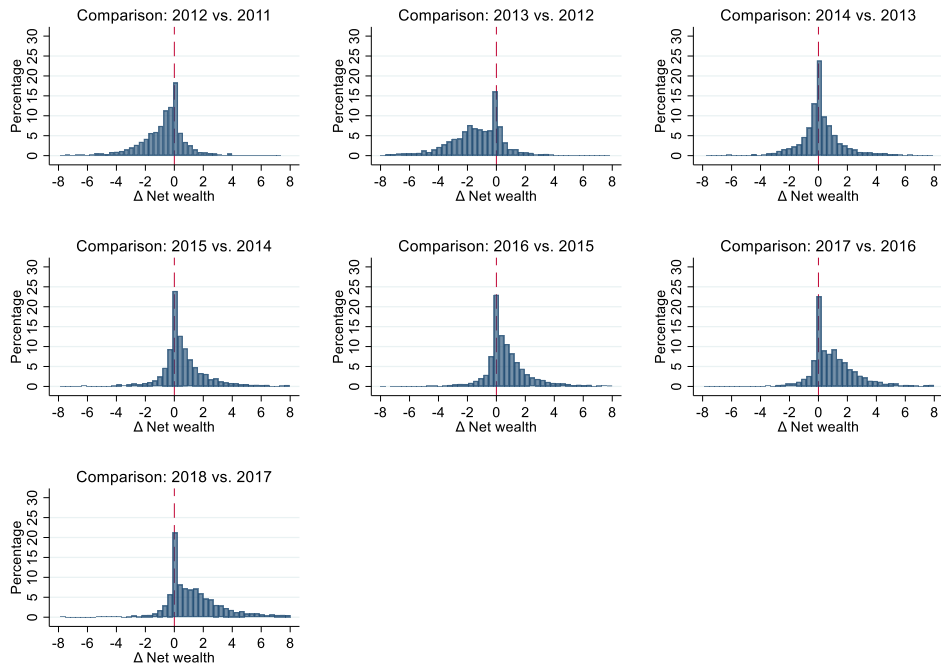 Comparison: 2012 vs. 2011
Percentage
0 5 10 15 20 25 30
-8 -6 -4 -2 0 2 4 6 8
Δ Net wealth
Comparison: 2013 vs. 2012
Percentage
0 5 10 15 20 25 30
-8 -6 -4 -2 0 2 4 6 8
Δ Net wealth
Comparison: 2014 vs. 2013
Percentage
0 5 10 15 20 25 30
-8 -6 -4 -2 0 2 4 6 8
Δ Net wealth
Comparison: 2015 vs. 2014
Percentage
0 5 10 15 20 25 30
-8 -6 -4 -2 0 2 4 6 8
Δ Net wealth
Comparison: 2016 vs. 2015
Percentage
0 5 10 15 20 25 30
-8 -6 -4 -2 0 2 4 6 8
Δ Net wealth
Comparison: 2017 vs. 2016
Percentage
0 5 10 15 20 25 30
-8 -6 -4 -2 0 2 4 6 8
Δ Net wealth
Comparison: 2018 vs. 2017
Percentage
0 5 10 15 20 25 30
-8 -6 -4 -2 0 2 4 6 8
Δ Net wealth